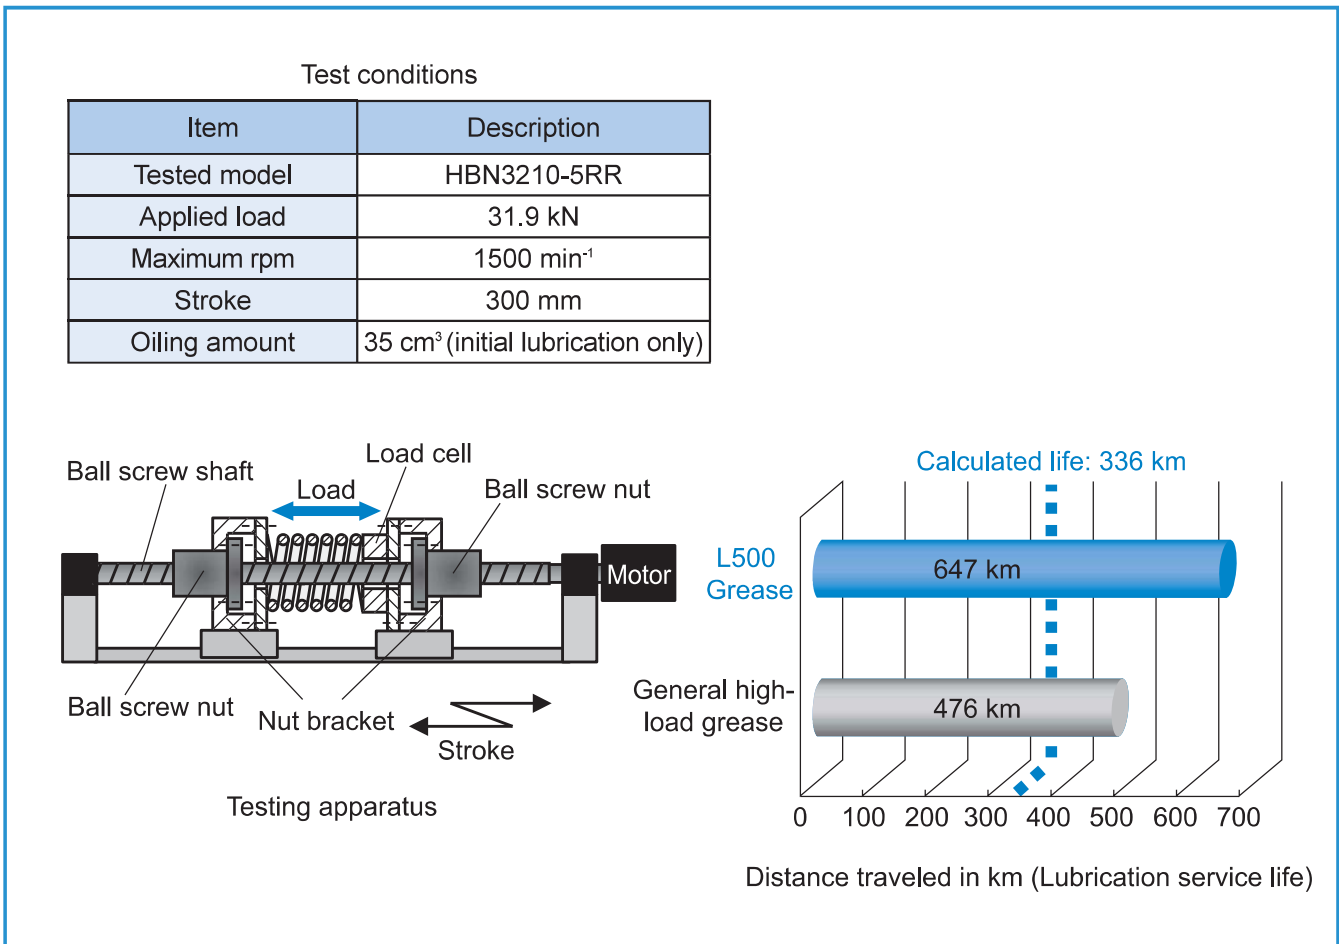 Test conditions
Item Description
Tested model HBN3210-5RR
Applied load 31.9 kN
Maximum rpm 1500 min⁻¹
Stroke 300 mm
Oiling amount 35 cm³ (initial lubrication only)
Ball screw shaft
Load cell
Load
Ball screw nut
Motor
Ball screw nut
Nut bracket
Stroke
Testing apparatus
Calculated life: 336 km
L500
Grease
647 km
General high-
load grease
476 km
0 100 200 300 400 500 600 700
Distance traveled in km (Lubrication service life)